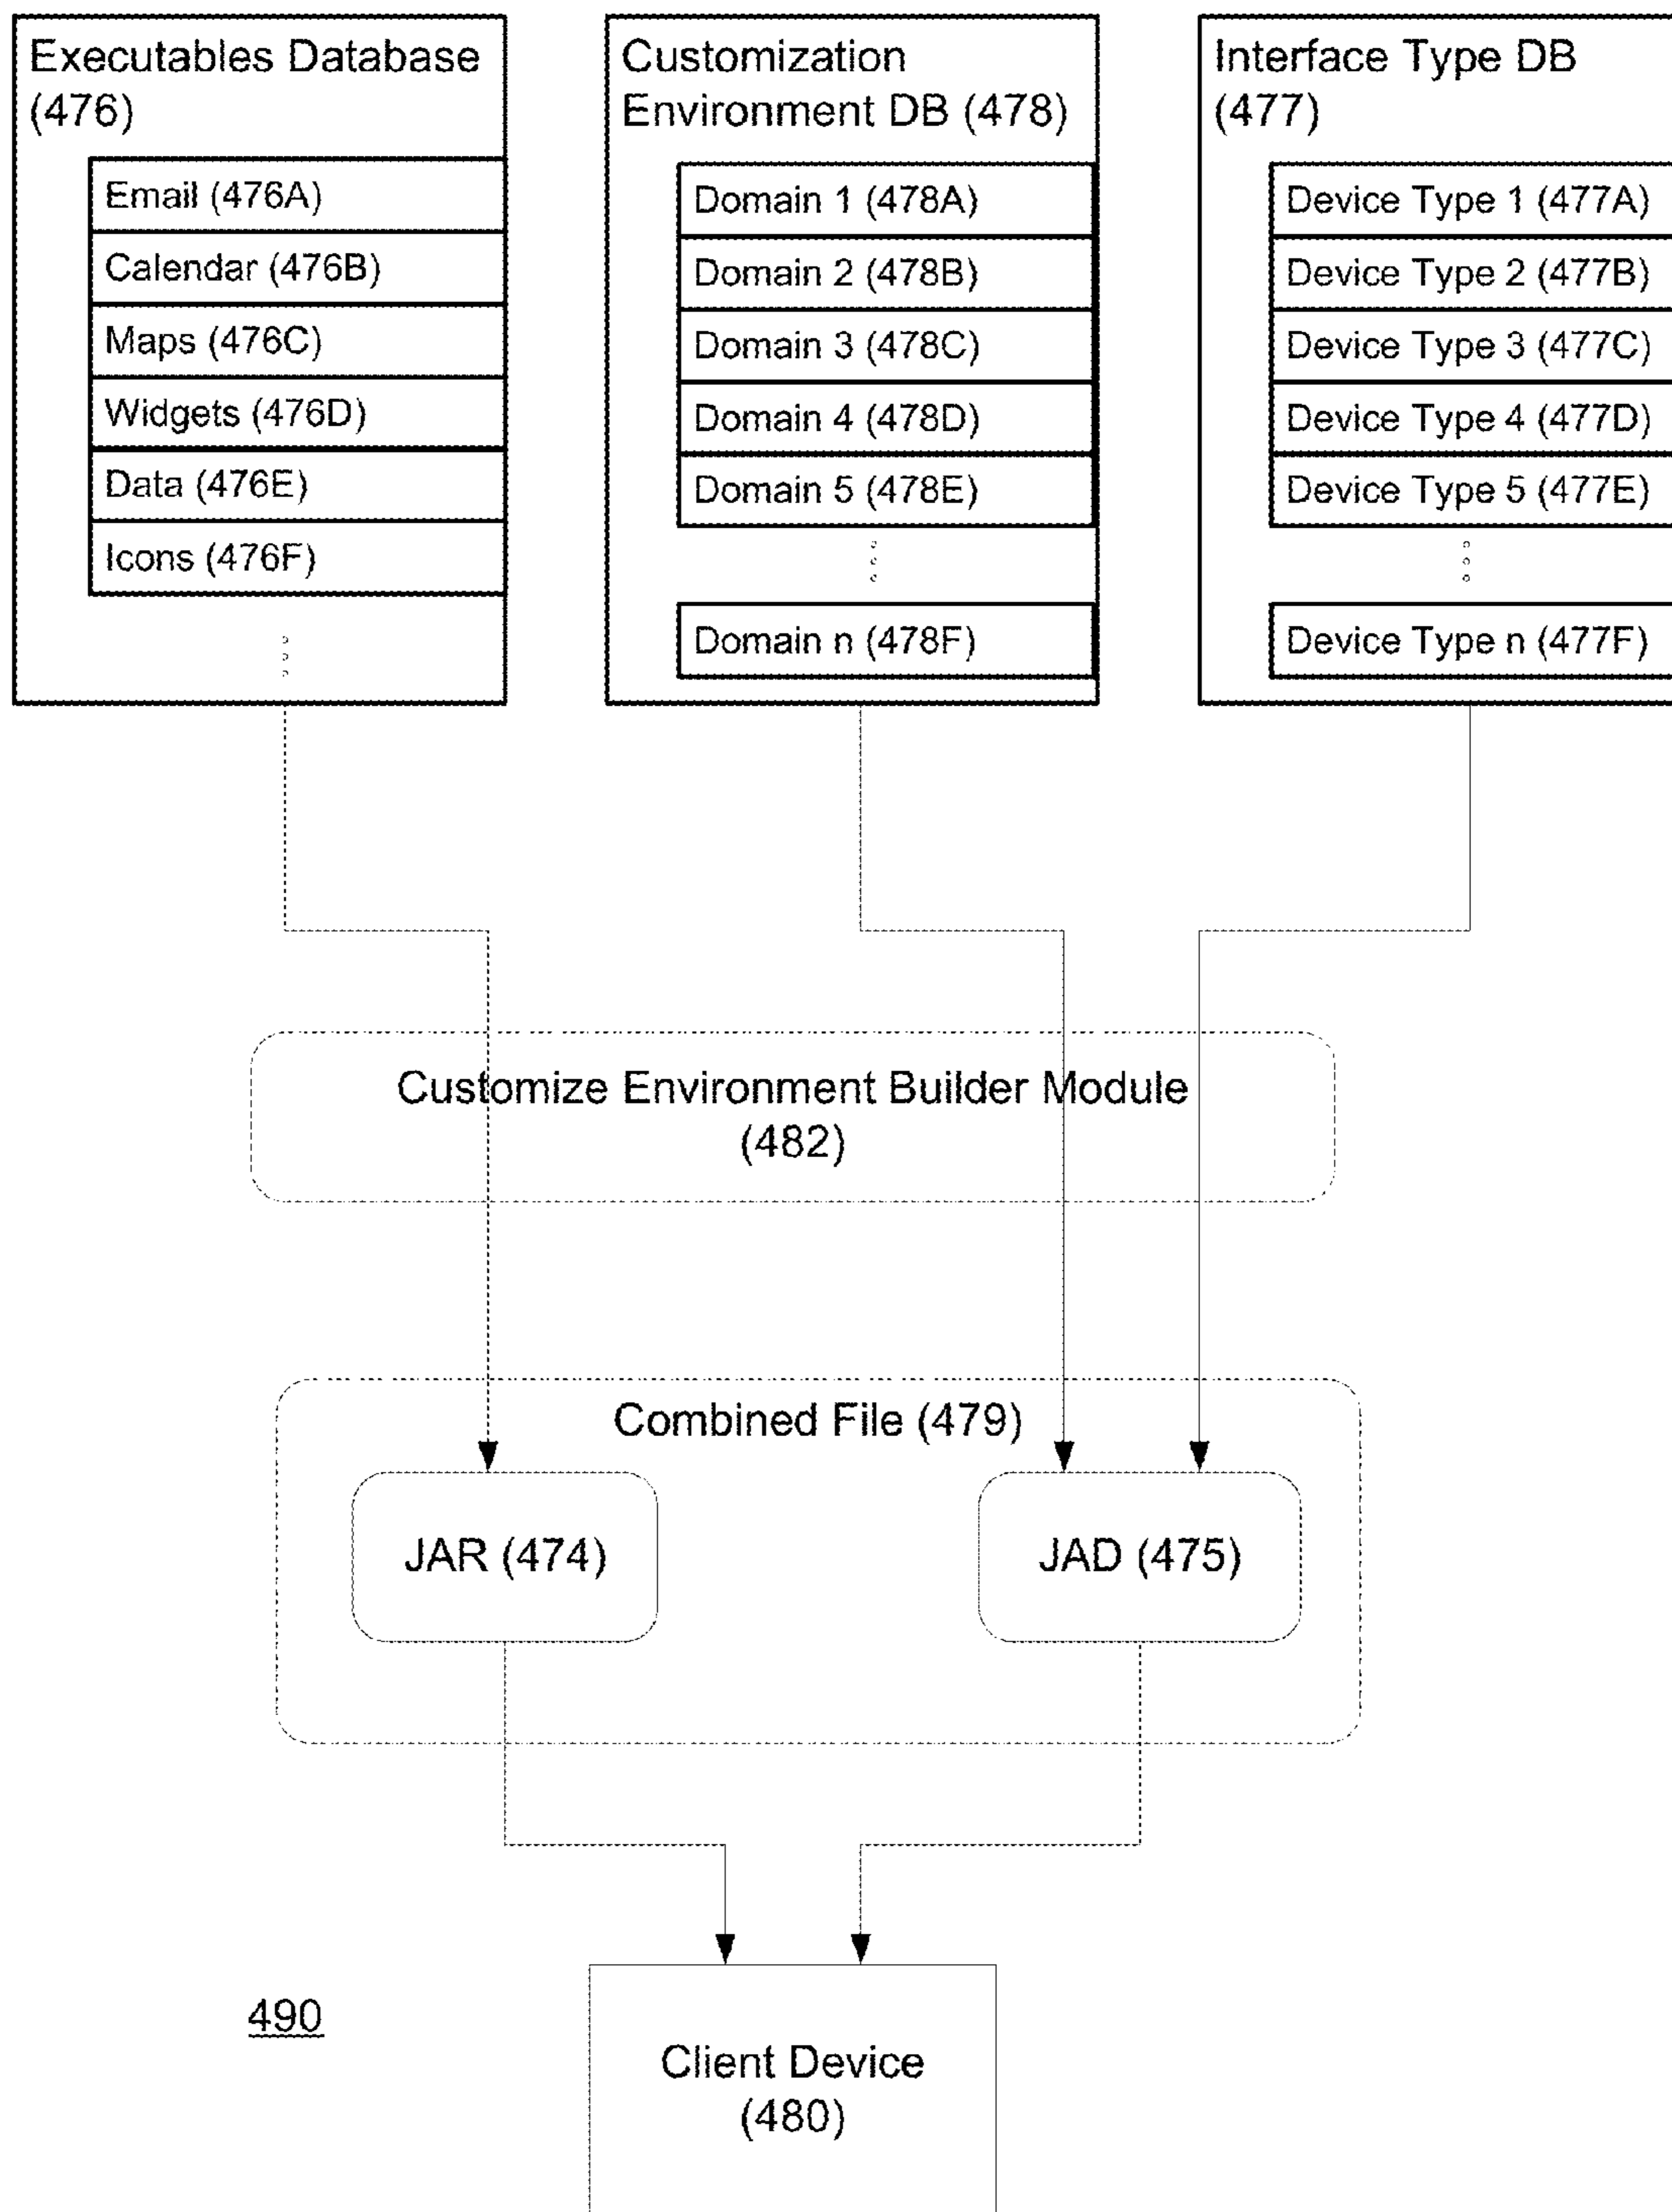 Executables Database
(476)
Email (476A)
Calendar (476B)
Maps (476C)
Widgets (476D)
Data (476E)
Icons (476F)
Customization
Environment DB (478)
Domain 1 (478A)
Domain 2 (478B)
Domain 3 (478C)
Domain 4 (478D)
Domain 5 (478E)
Domain n (478F)
Interface Type DB
(477)
Device Type 1 (477A)
Device Type 2 (477B)
Device Type 3 (477C)
Device Type 4 (477D)
Device Type 5 (477E)
Device Type n (477F)
Customize Environment Builder Module
(482)
Combined File (479)
JAR (474)
JAD (475)
490
Client Device
(480)